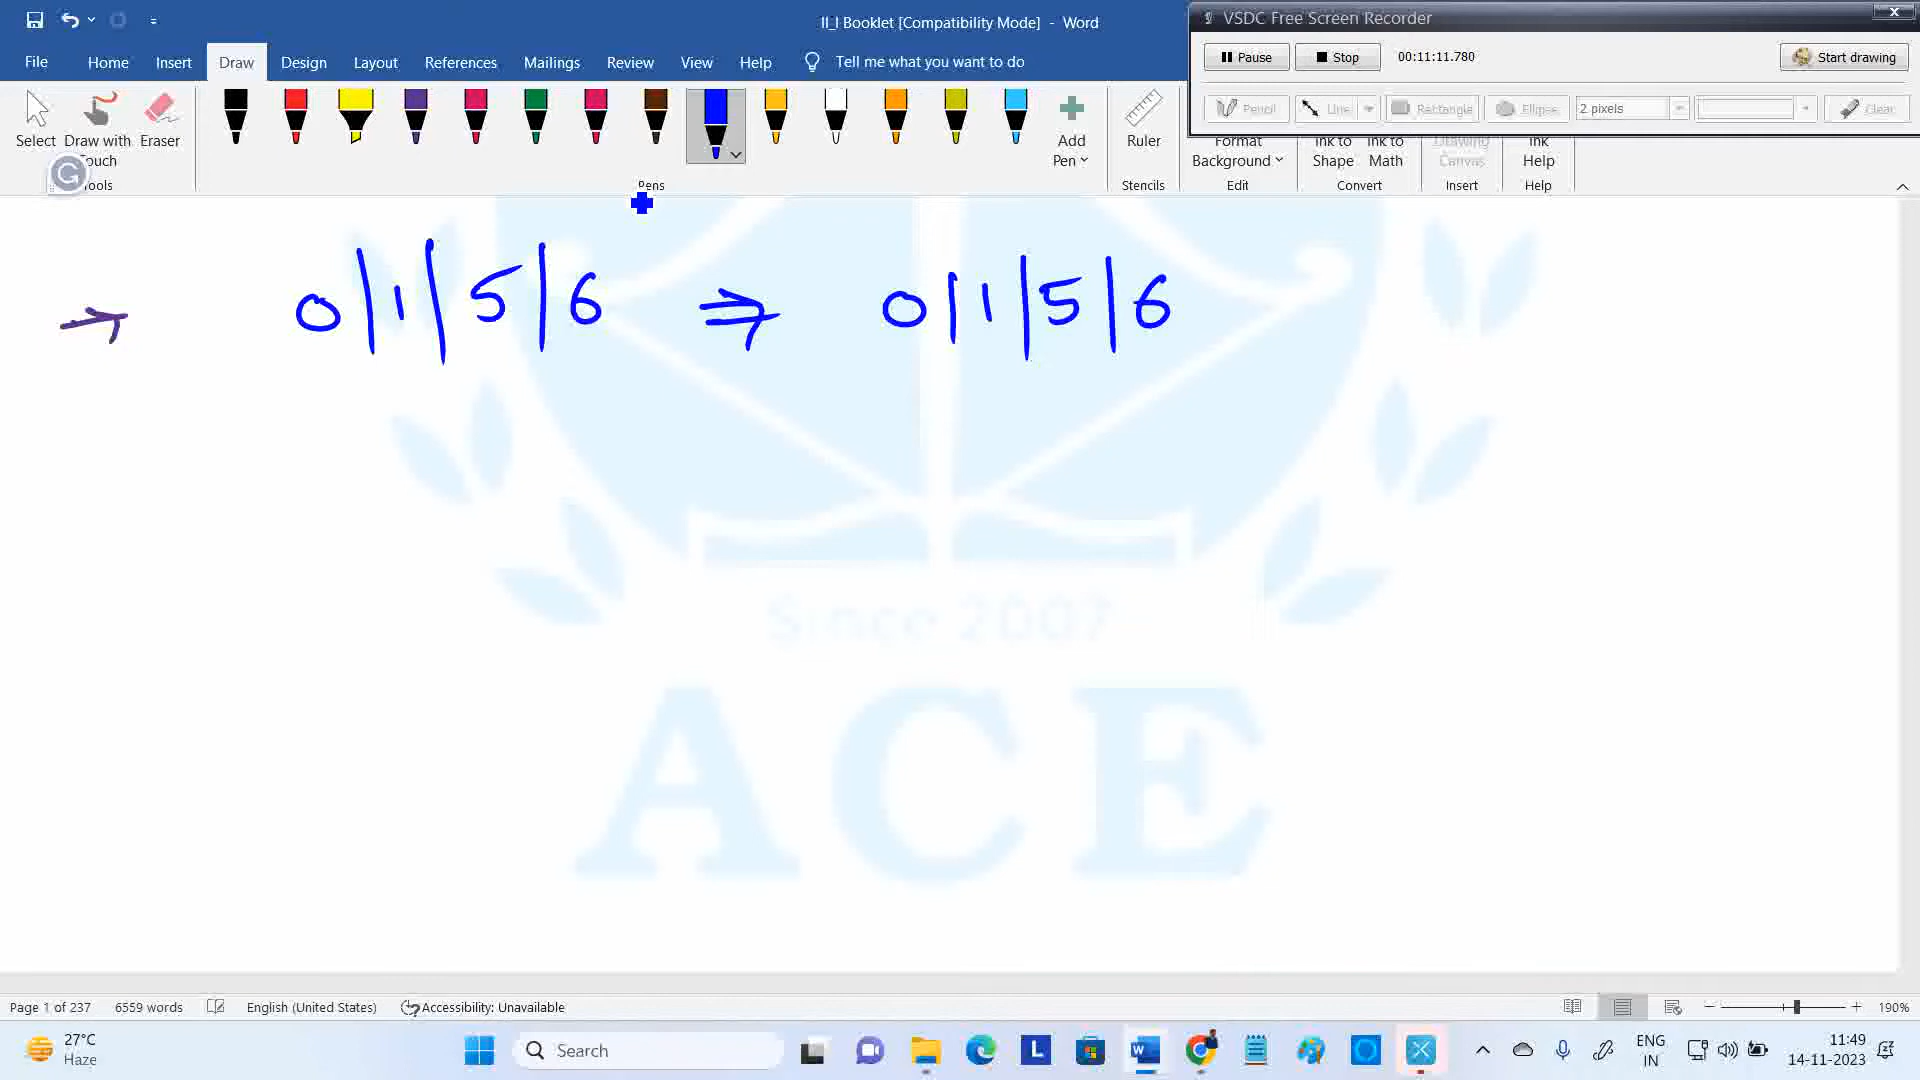 II_I Booklet [Compatibility Mode] - Word
VSDC Free Screen Recorder
File Home Insert Draw Design Layout References Mailings Review View Help Tell me what you want to do
Pause Stop 00:11:11.780 Start drawing
Pencil Line Rectangle Ellipse 2 pixels Clear
Select Draw with Touch Eraser Add Pen Ruler Format Background Ink to Shape Ink to Math Drawing Canvas Ink Help
Tools Pens Stencils Edit Convert Insert Help
→ 0|1|5|6 ⇒ 0|1|5|6
Since 2007
ACE
Page 1 of 237 6559 words English (United States) Accessibility: Unavailable 190%
27°C
Haze
Search
ENG
IN
11:49
14-11-2023